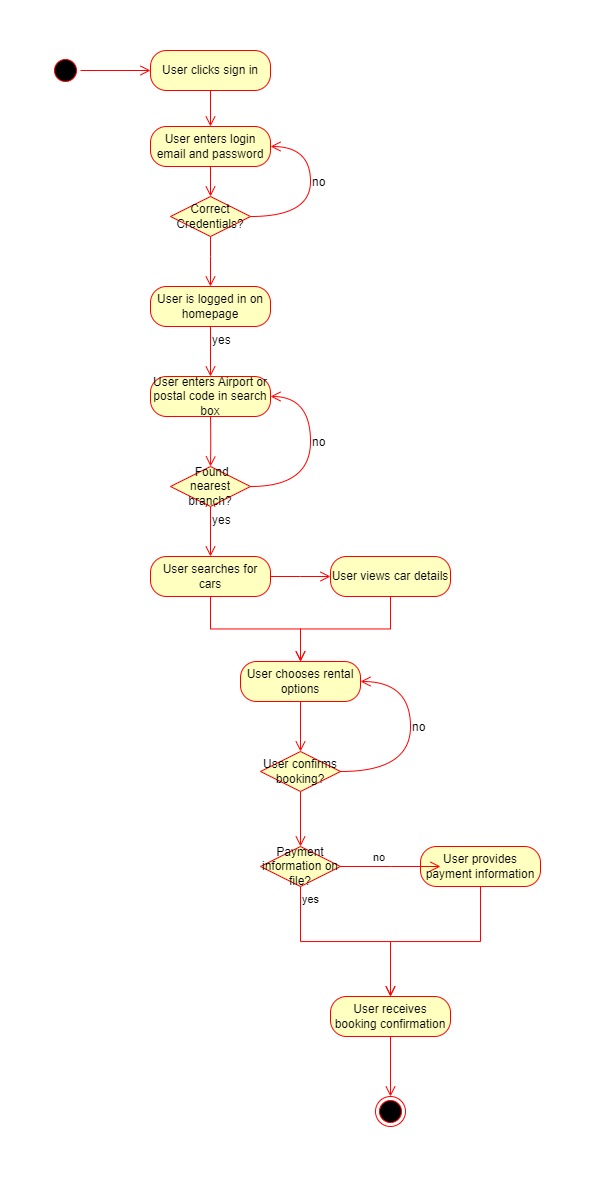 User clicks sign in
User enters login
email and password
no
Correct
Credentials?
User is logged in on
homepage
yes
User enters Airport or
postal code in search
box
no
Found
nearest
branch?
yes
User searches for
cars
User views car details
User chooses rental
options
no
User confirms
booking?
Payment
information on
file?
no
User provides
payment information
yes
User receives
booking confirmation